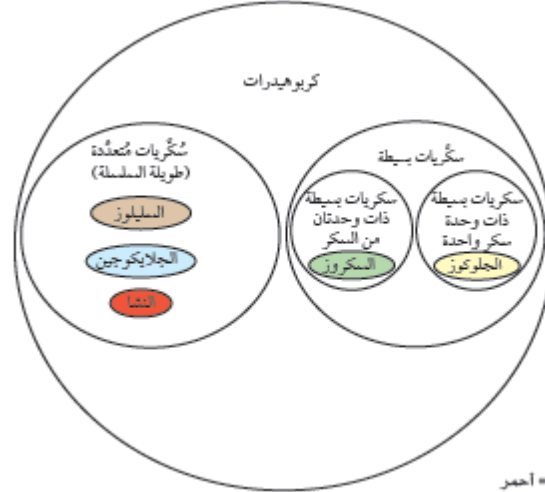 كربوهيدرات
سكَّريات بسيطة
سكريات بسيطة
ذات وحدة
سكر واحدة
الجلوكوز
سكريات بسيطة
ذات وحدتان
من السكر
السكروز
سُكَّريات مُتعدَّدة
(طويلة السلسلة)
السليلوز
الجلايكوجين
النشا
= أحمر